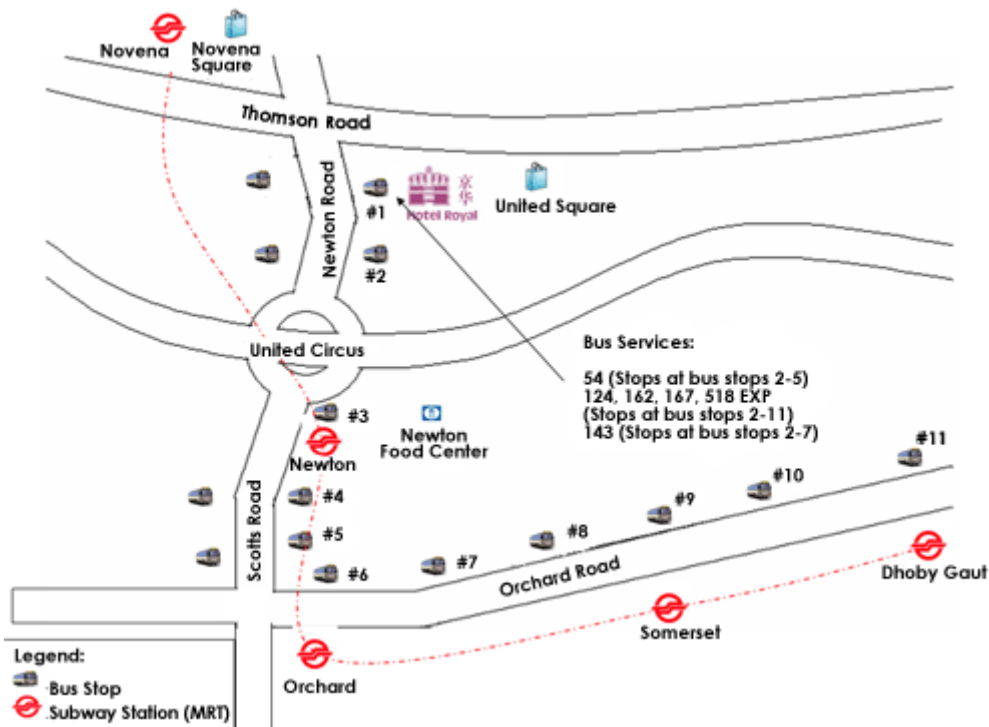 Novena
Novena
Square
Thomson Road
Newton Road
#1
京
华
Hotel Royal
United Square
#2
United Circus
Bus Services:
54 (Stops at bus stops 2-5)
124, 162, 167, 518 EXP
(Stops at bus stops 2-11)
143 (Stops at bus stops 2-7)
#3
Newton
Newton
Food Center
#11
#10
#9
#8
#7
#4
#5
#6
Scotts Road
Orchard Road
Dhoby Gaut
Somerset
Orchard
Legend:
Bus Stop
Subway Station (MRT)